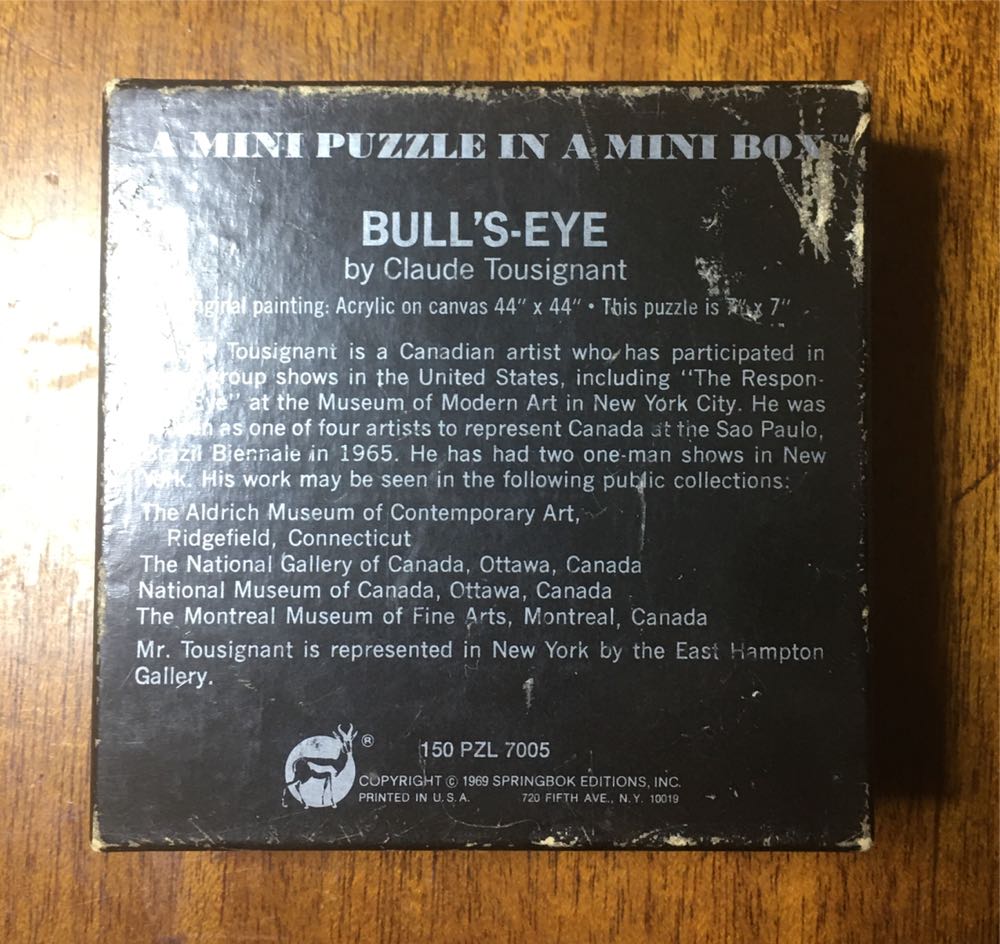 A MINI PUZZLE IN A MINI BOX™
BULL'S-EYE
by Claude Tousignant
painting: Acrylic on canvas 44" x 44" • This puzzle is 7" x 7"
Tousignant is a Canadian artist who has participated in
group shows in the United States, including "The Respon-
Eye" at the Museum of Modern Art in New York City. He was
as one of four artists to represent Canada at the Sao Paulo,
Brazil Biennale in 1965. He has had two one-man shows in New
York. His work may be seen in the following public collections:
The Aldrich Museum of Contemporary Art,
Ridgefield, Connecticut
The National Gallery of Canada, Ottawa, Canada
National Museum of Canada, Ottawa, Canada
The Montreal Museum of Fine Arts, Montreal, Canada
Mr. Tousignant is represented in New York by the East Hampton
Gallery.
® 150 PZL 7005
COPYRIGHT © 1969 SPRINGBOK EDITIONS, INC.
PRINTED IN U.S.A. 720 FIFTH AVE., N.Y. 10019